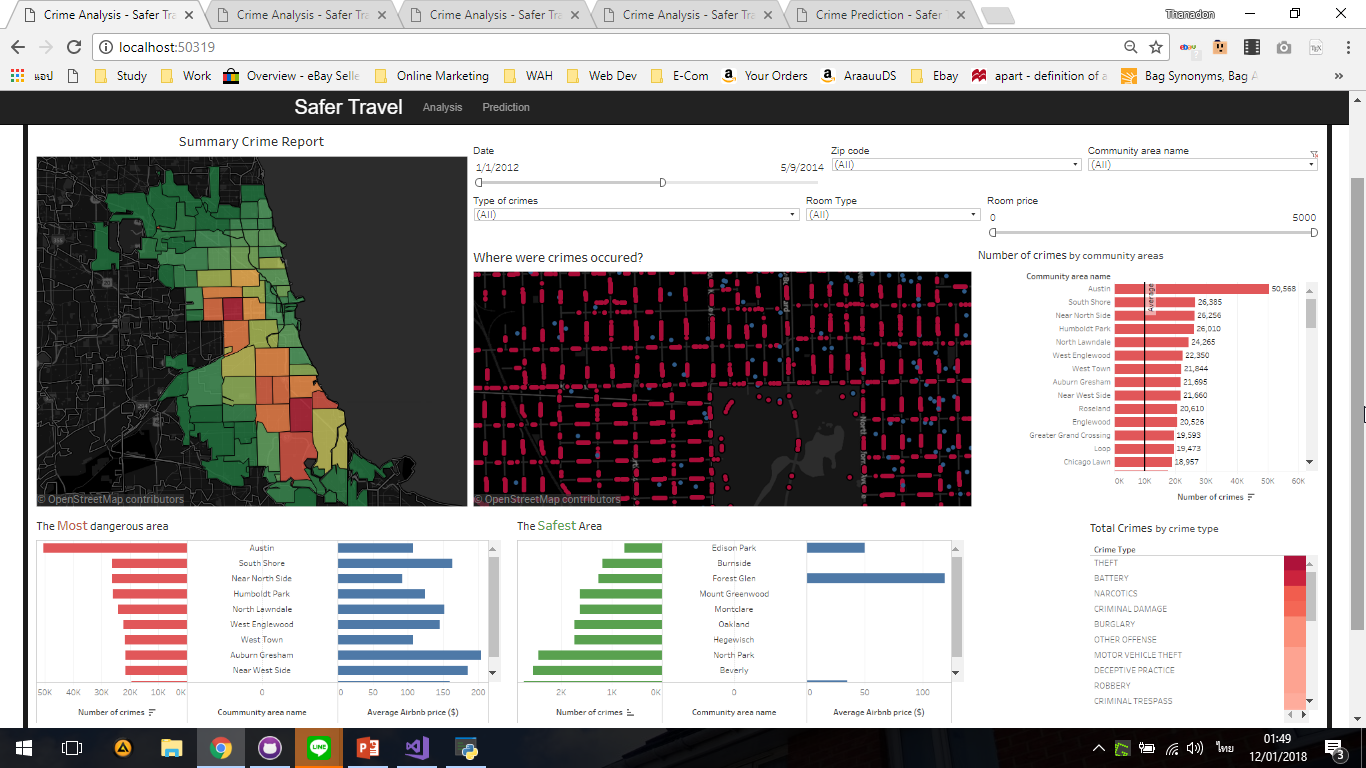 Crime Analysis - Safer Tra
Crime Analysis - Safer Tra
Crime Analysis - Safer Tra
Crime Analysis - Safer Tra
Crime Prediction - Safer
Thanadon
localhost:50319
แอป
Study
Work
Overview - eBay Selle
Online Marketing
WAH
Web Dev
E-Com
Your Orders
AraauuDS
Ebay
apart - definition of a
Bag Synonyms, Bag A
Safer Travel
Analysis
Prediction
Summary Crime Report
© OpenStreetMap contributors
Date
1/1/2012
5/9/2014
Zip code
(All)
Community area name
(All)
Type of crimes
(All)
Room Type
(All)
Room price
0
5000
Where were crimes occured?
© OpenStreetMap contributors
Number of crimes by community areas
Community area name
Average
Austin 50,568
South Shore 26,385
Near North Side 26,256
Humboldt Park 26,010
North Lawndale 24,265
West Englewood 22,350
West Town 21,844
Auburn Gresham 21,695
Near West Side 21,660
Roseland 20,610
Englewood 20,526
Greater Grand Crossing 19,593
Loop 19,473
Chicago Lawn 18,957
0K 10K 20K 30K 40K 50K 60K
Number of crimes
The Most dangerous area
Austin
South Shore
Near North Side
Humboldt Park
North Lawndale
West Englewood
West Town
Auburn Gresham
Near West Side
50K 40K 30K 20K 10K 0K
0
0 50 100 150 200
Number of crimes
Coummunity area name
Average Airbnb price ($)
The Safest Area
Edison Park
Burnside
Forest Glen
Mount Greenwood
Montclare
Oakland
Hegewisch
North Park
Beverly
2K 1K 0K
0
0 50 100
Number of crimes
Community area name
Average Airbnb price ($)
Total Crimes by crime type
Crime Type
THEFT
BATTERY
NARCOTICS
CRIMINAL DAMAGE
BURGLARY
OTHER OFFENSE
MOTOR VEHICLE THEFT
DECEPTIVE PRACTICE
ROBBERY
CRIMINAL TRESPASS
LINE
ไทย
01:49
12/01/2018
3